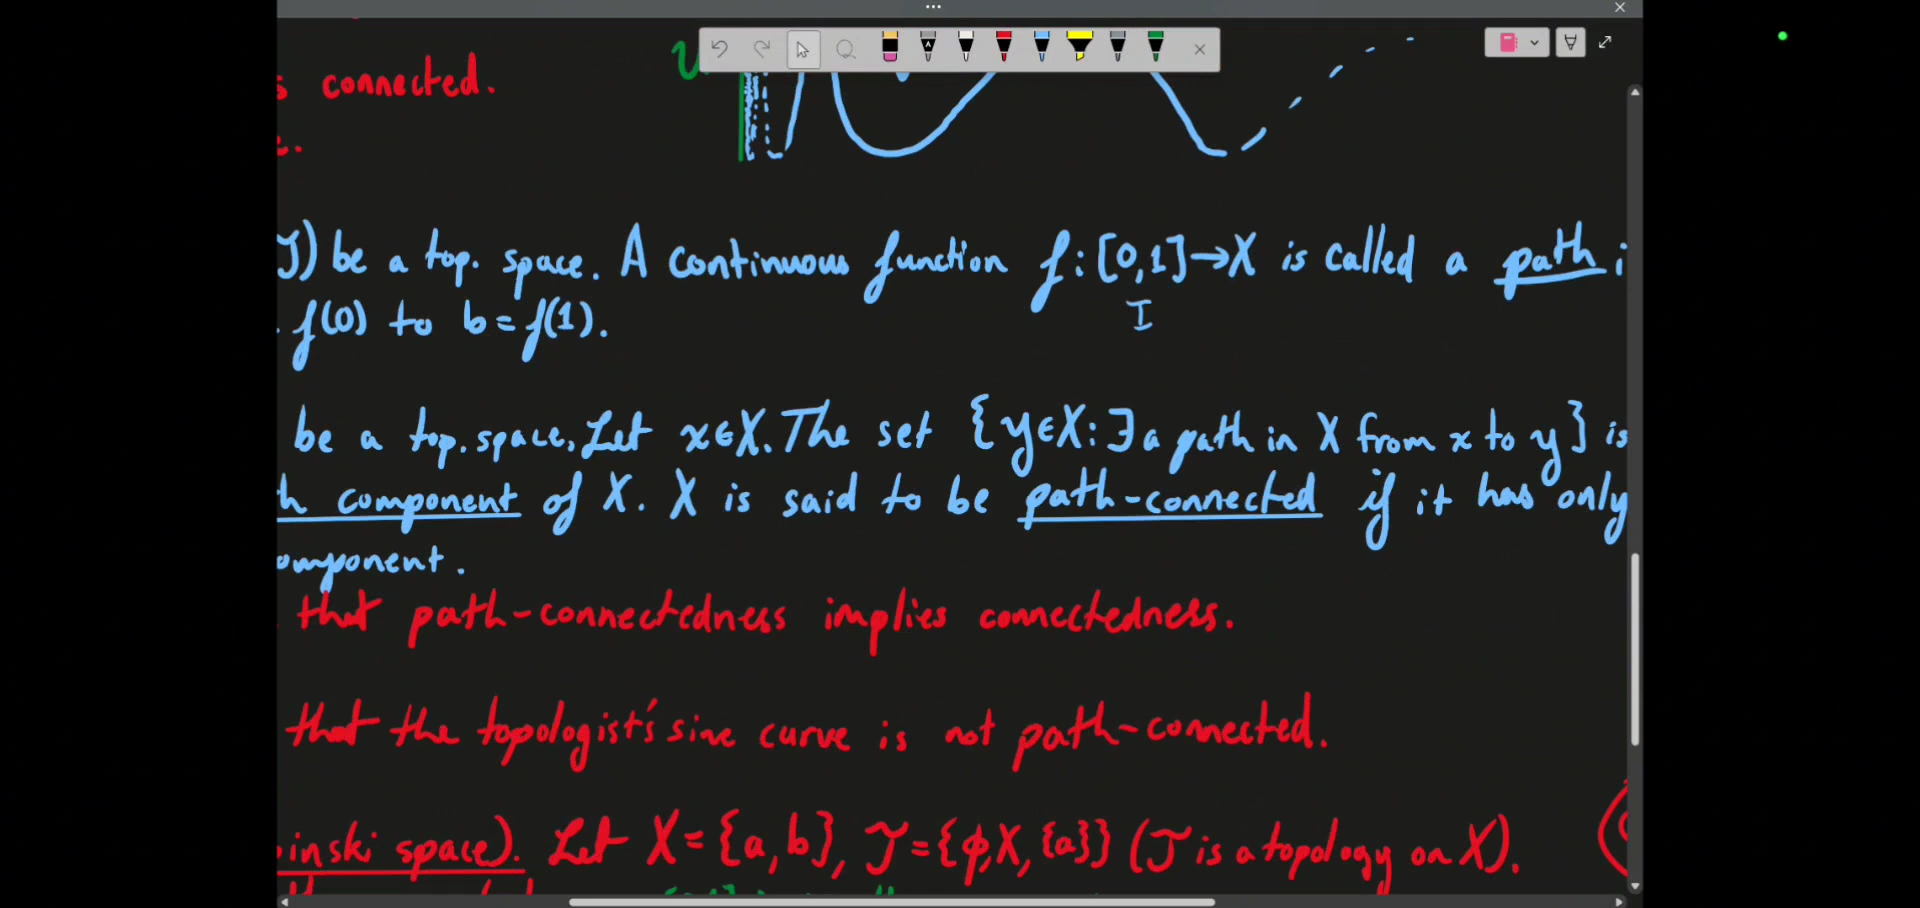 s connected.
U
e.
J) be a top. space. A continuous function f:[0,1]→X is called a path i
f(0) to b=f(1).
I
be a top. space, Let x∈X. The set {y∈X:∃ a path in X from x to y} is
h component of X. X is said to be path-connected if it has only
omponent.
that path-connectedness implies connectedness.
that the topologist's sine curve is not path-connected.
inski space). Let X={a,b}, J={ϕ,X,{a}} (J is a topology on X).